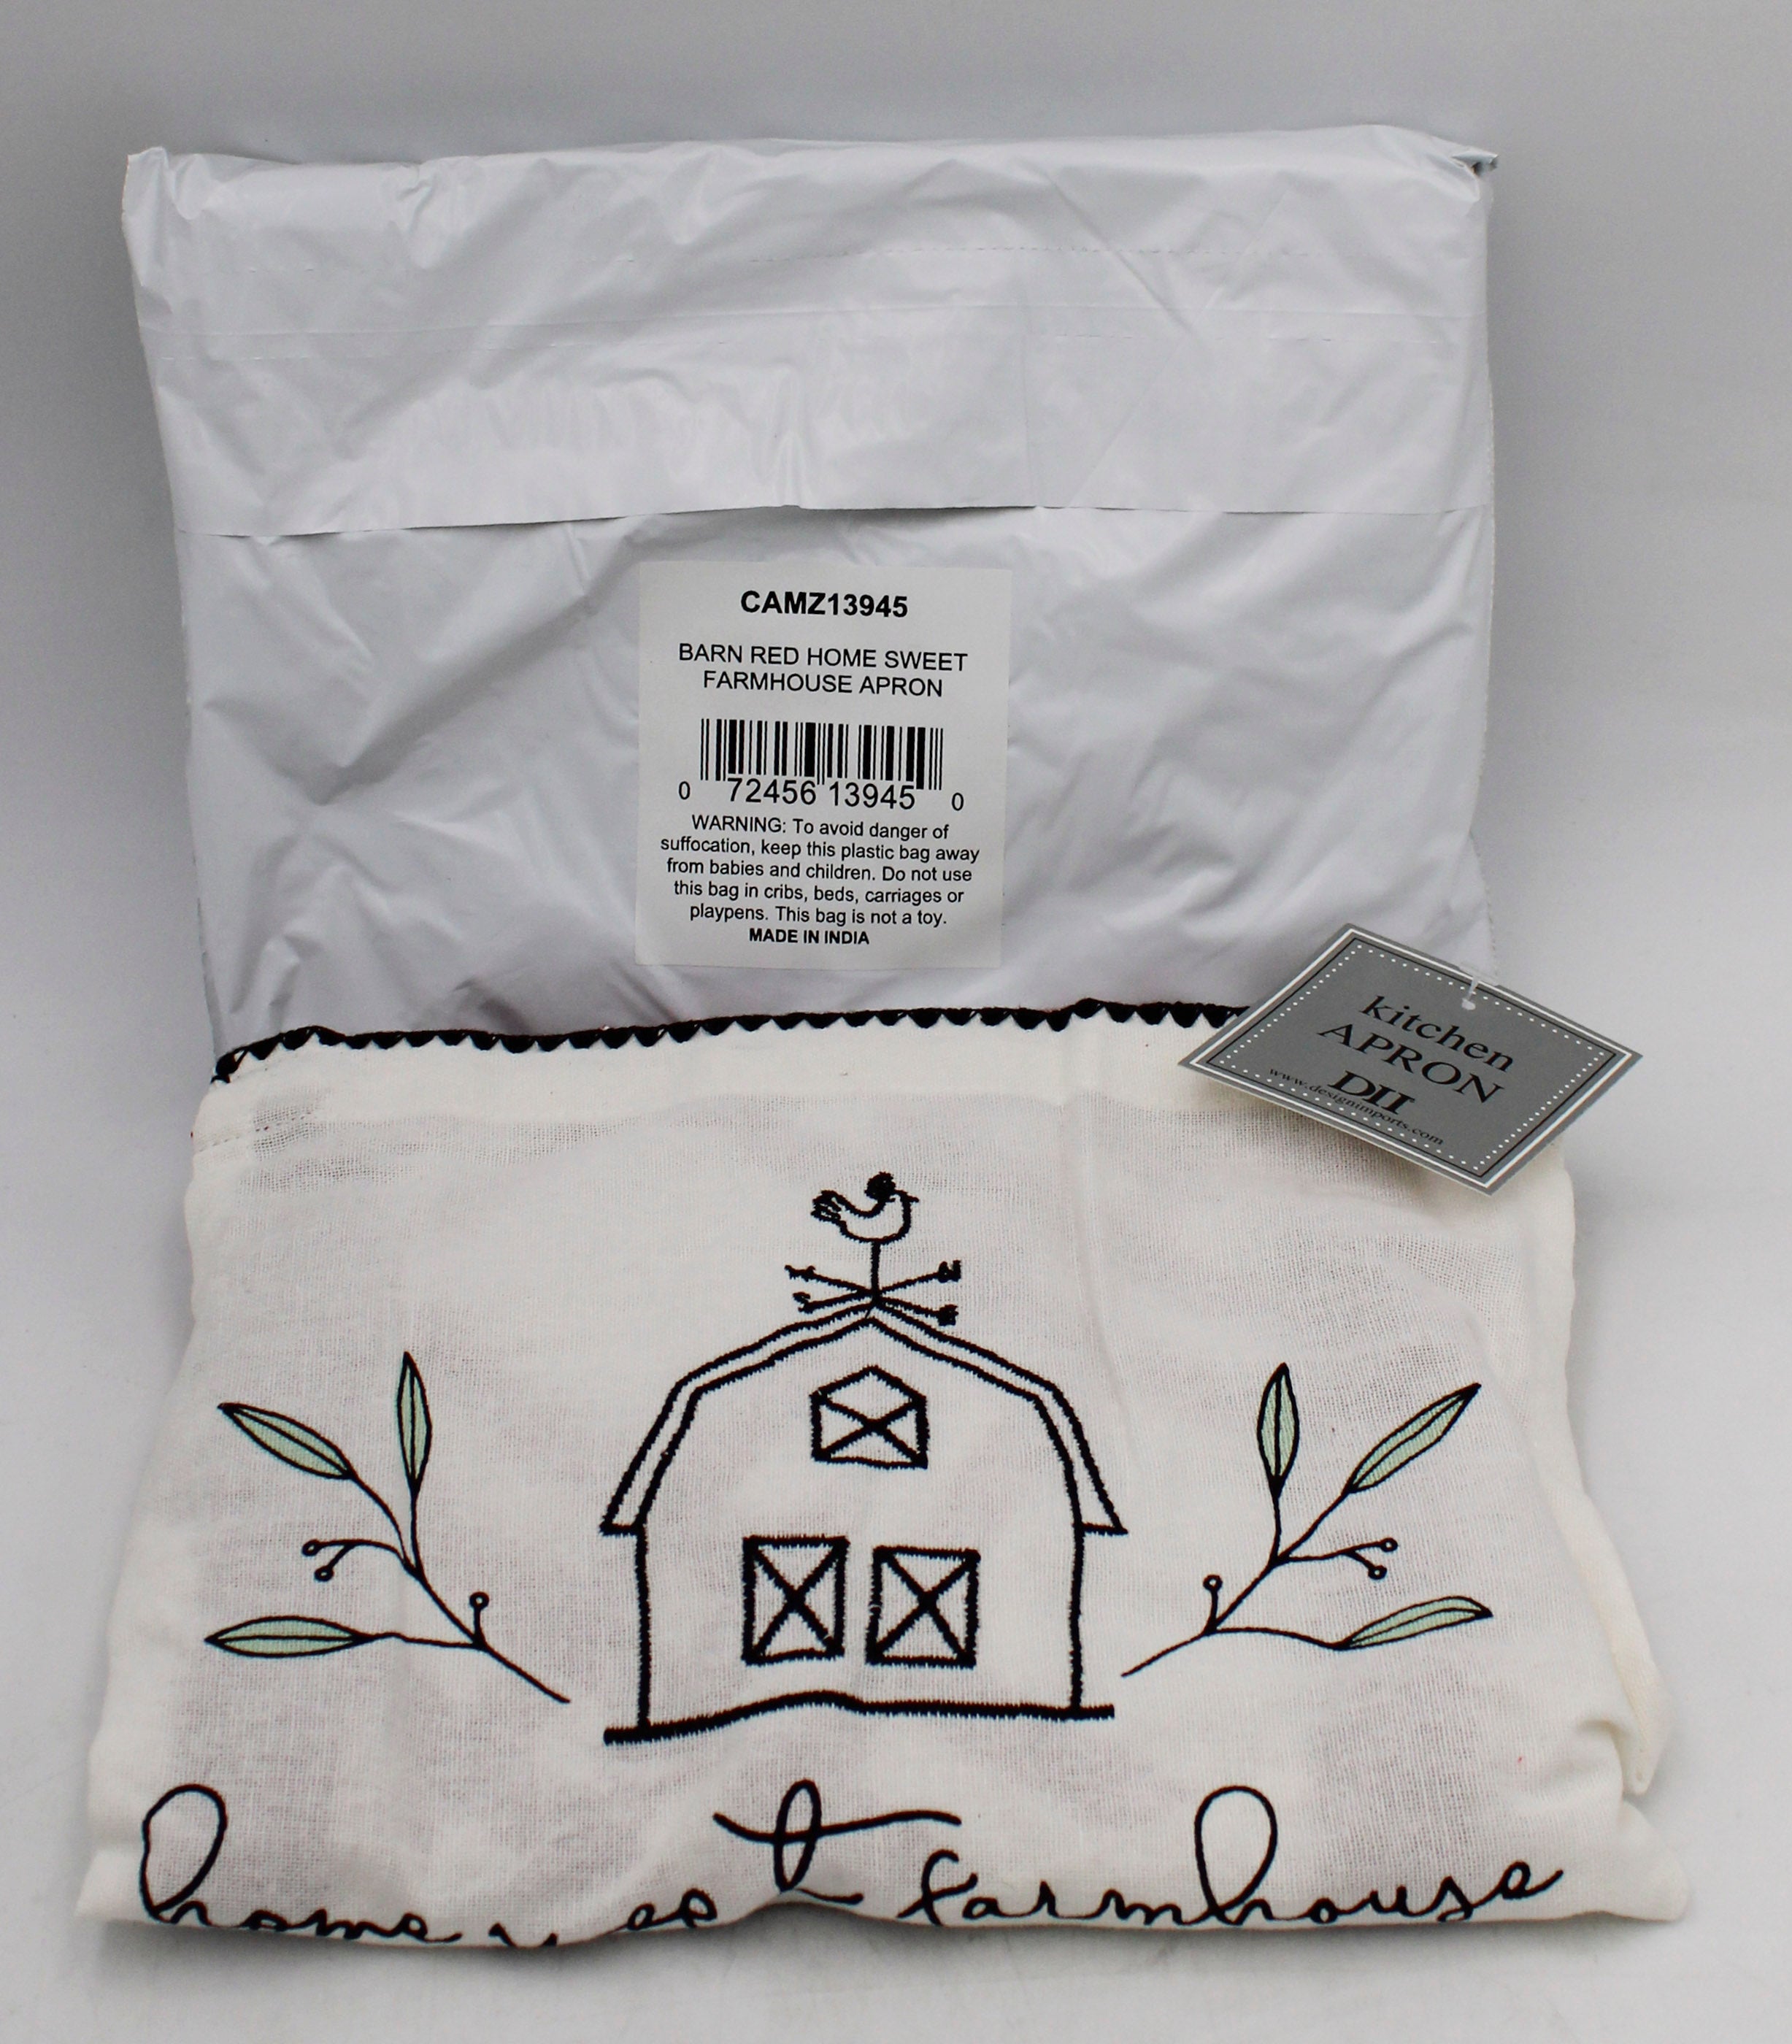 CAMZ13945
BARN RED HOME SWEET
FARMHOUSE APRON
0 72456 13945 0
WARNING: To avoid danger of
suffocation, keep this plastic bag away
from babies and children. Do not use
this bag in cribs, beds, carriages or
playpens. This bag is not a toy.
MADE IN INDIA
kitchen
APRON
DII
www.designimports.com
home sweet farmhouse